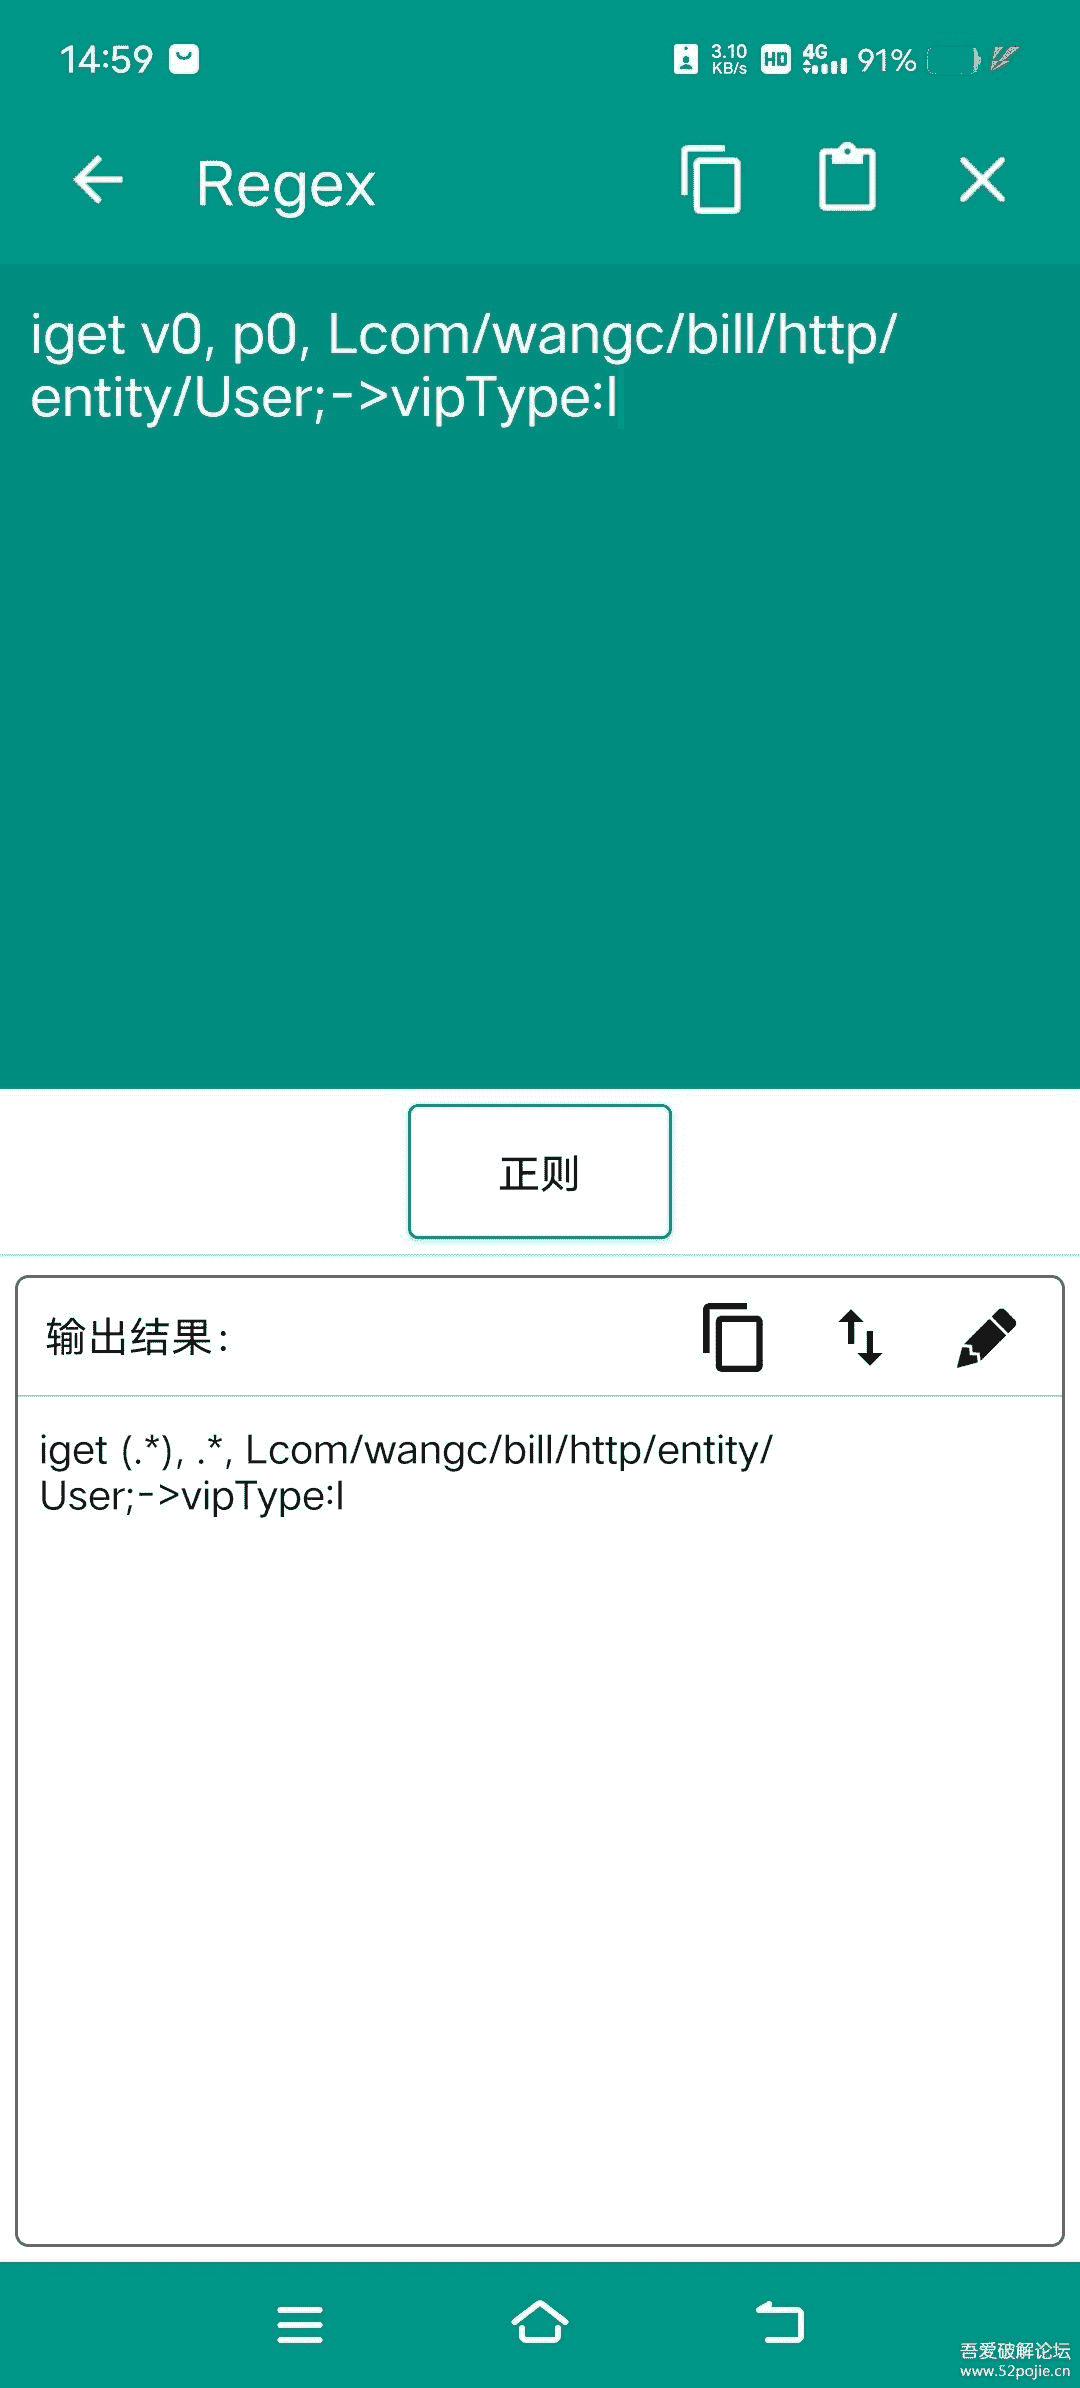 14:59
3.10
KB/s
HD
4G
91%
Regex
iget v0, p0, Lcom/wangc/bill/http/
entity/User;->vipType:I
正则
输出结果：
iget (.*), .*, Lcom/wangc/bill/http/entity/
User;->vipType:I
吾爱破解论坛
www.52pojie.cn